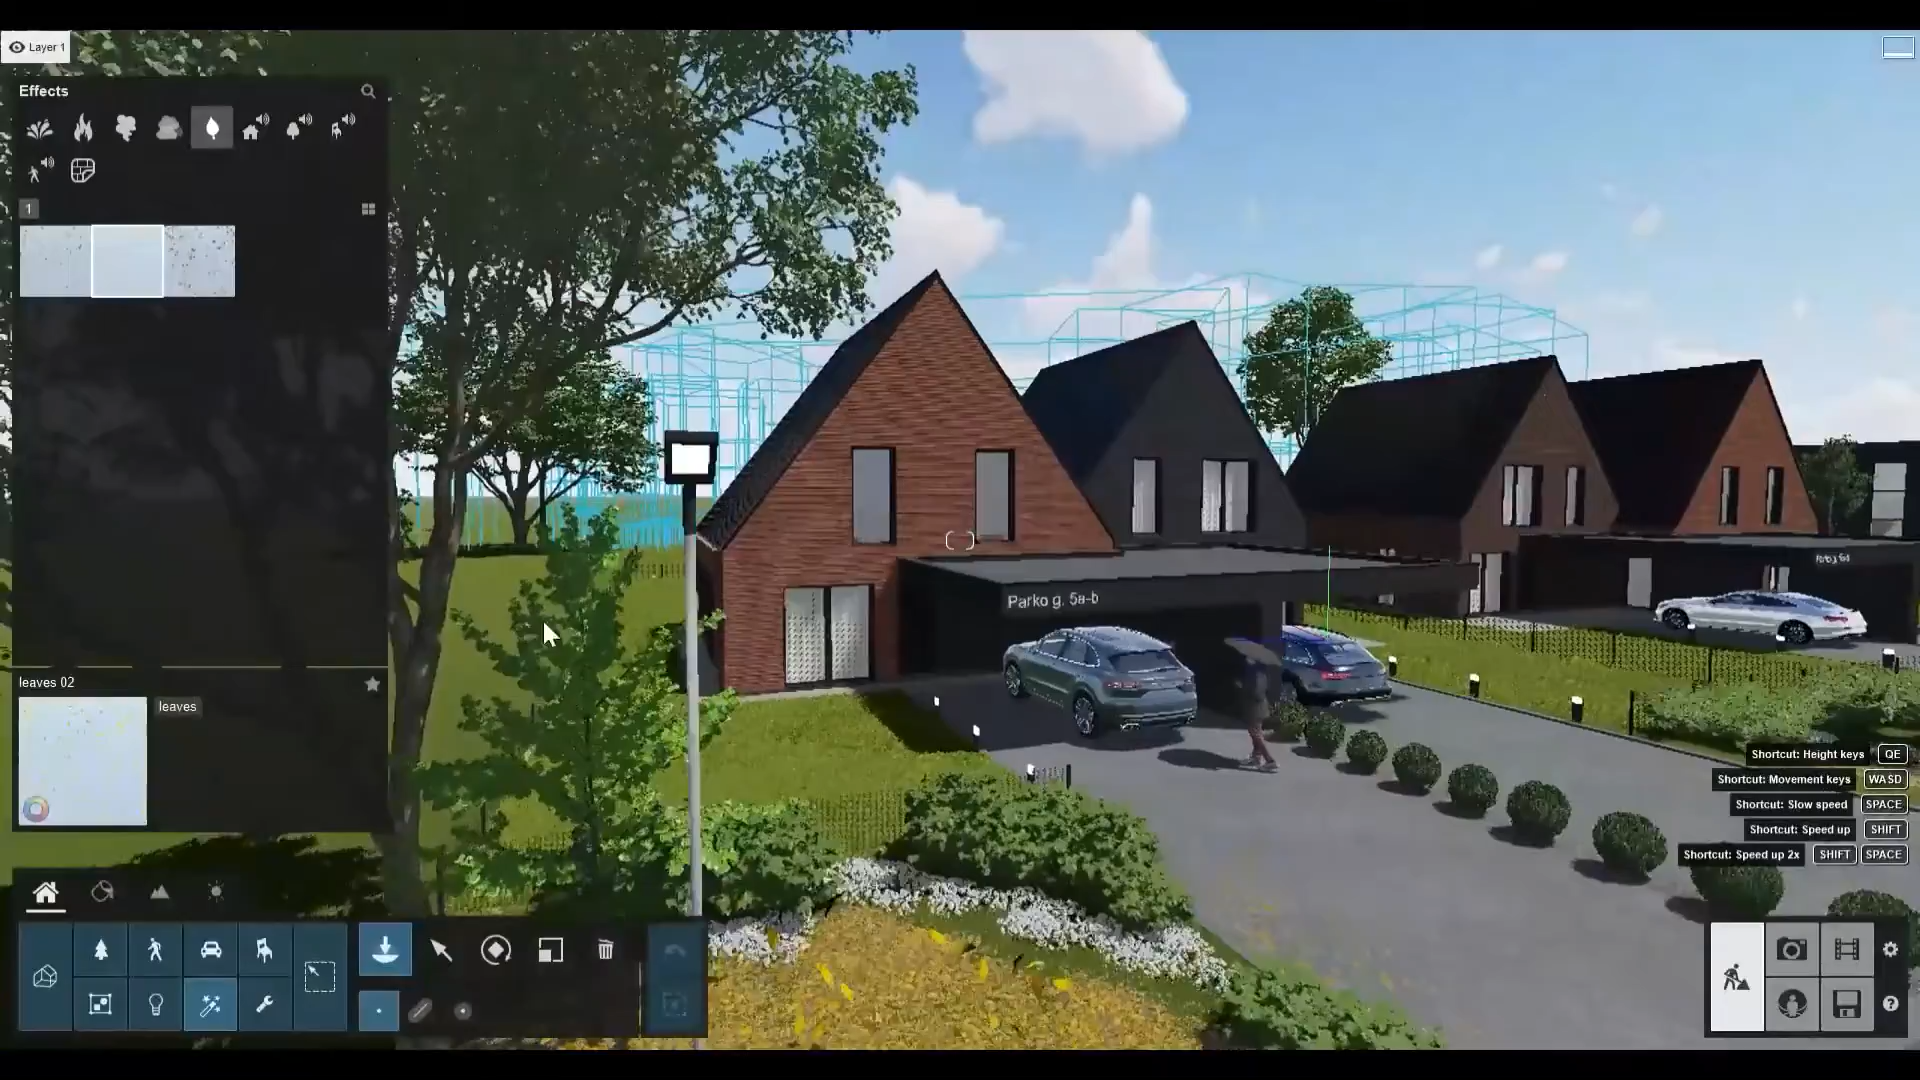 Layer 1
Effects
1
leaves 02
leaves
Parko g. 5a-b
Shortcut: Height keys QE
Shortcut: Movement keys WASD
Shortcut: Slow speed SPACE
Shortcut: Speed up SHIFT
Shortcut: Speed up 2x SHIFT SPACE
?